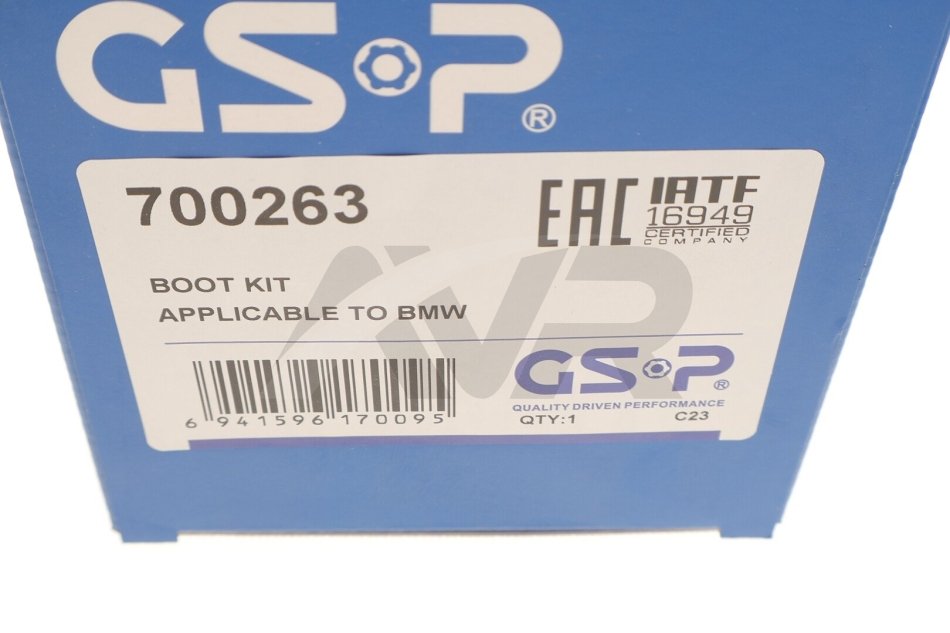 GSP®
700263
EAC
IATF
16949
CERTIFIED
COMPANY
BOOT KIT
APPLICABLE TO BMW
NR
GSP®
QUALITY DRIVEN PERFORMANCE
6 941596 170095
QTY:1
C23